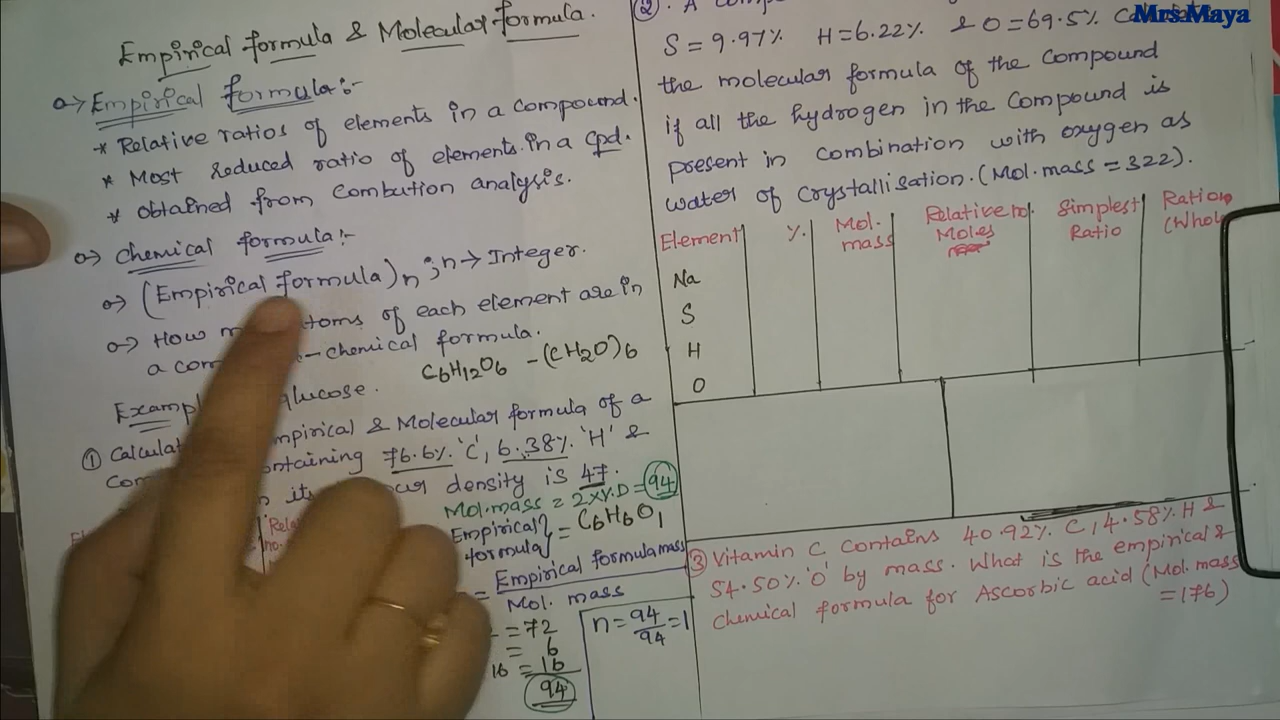 Empirical formula & Molecular formula.
=> Empirical formula :-
* Relative ratios of elements in a compound.
* Most reduced ratio of elements in a cpd.
* Obtained from combution analysis.
=> Chemical formula :-
=> (Empirical formula)n ; n → Integer.
=> How atoms of each element are in
a - chemical formula.
glucose. C6H12O6 - (CH2O)6
① & Molecular formula of a
76.6% 'C', 6.38% 'H' &
density is 47.
Mol.mass = 2xV.D = 94
Empirical formula } = C6H6O1
= Empirical formula mass
Mol. mass
= 72
= 6
16 = 16
94
n = 94/94 = 1
Mrs.Maya
② A
S = 9.97% H = 6.22% & O = 69.5%
the molecular formula of the compound
if all the hydrogen in the compound is
present in combination with oxygen as
water of crystallisation. (Mol.mass = 322).
Element % Mol. mass Relative no. Moles Simplest Ratio Ratio
Na
S
H
O
③ Vitamin C contains 40.92% C, 4.58% H &
54.50% 'O' by mass. What is the empirical &
chemical formula for Ascorbic acid (Mol.mass
= 176)